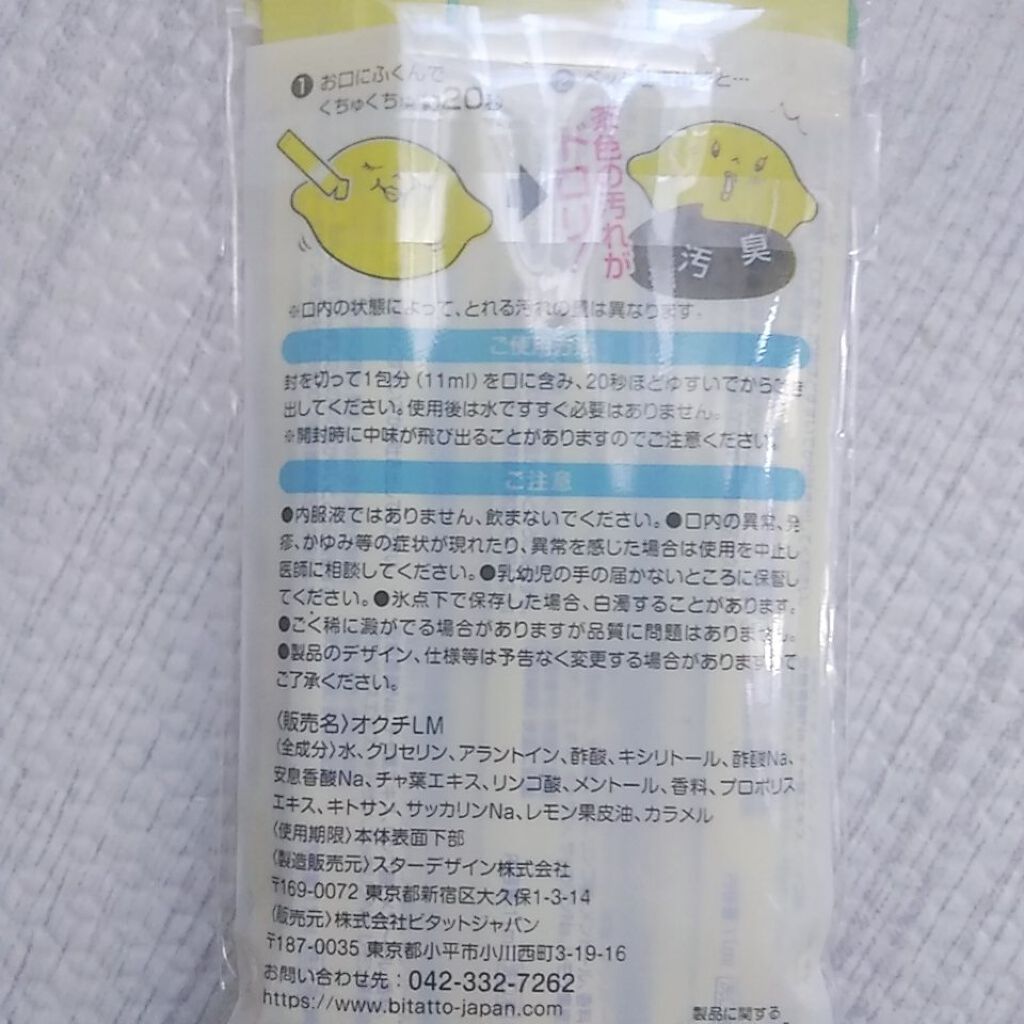 1 お口にふくんで
くちゅくちゅ 約20秒
茶色の汚れが
ドロリ!
汚 臭
※口内の状態によって、とれる汚れの量は異なります。
ご使用方法
封を切って1包分(11ml)を口に含み、20秒ほどゆすいでからはき
出してください。使用後は水ですすぐ必要はありません。
※開封時に中味が飛び出ることがありますのでご注意ください。
ご注意
●内服液ではありません、飲まないでください。●口内の異常、発
疹、かゆみ等の症状が現れたり、異常を感じた場合は使用を中止し
医師に相談してください。●乳幼児の手の届かないところに保管し
てください。●氷点下で保存した場合、白濁することがあります。
●ごく稀に澱がでる場合がありますが品質に問題はありません。
●製品のデザイン、仕様等は予告なく変更する場合がありますので
ご了承ください。
〈販売名〉オクチLM
〈全成分〉水、グリセリン、アラントイン、酢酸、キシリトール、酢酸Na、
安息香酸Na、チャ葉エキス、リンゴ酸、メントール、香料、プロポリス
エキス、キトサン、サッカリンNa、レモン果皮油、カラメル
〈使用期限〉本体表面下部
〈製造販売元〉スターデザイン株式会社
〒169-0072 東京都新宿区大久保1-3-14
〈販売元〉株式会社ビタットジャパン
〒187-0035 東京都小平市小川西町3-19-16
お問い合わせ先：042-332-7262
https://www.bitatto-japan.com
製品に関する